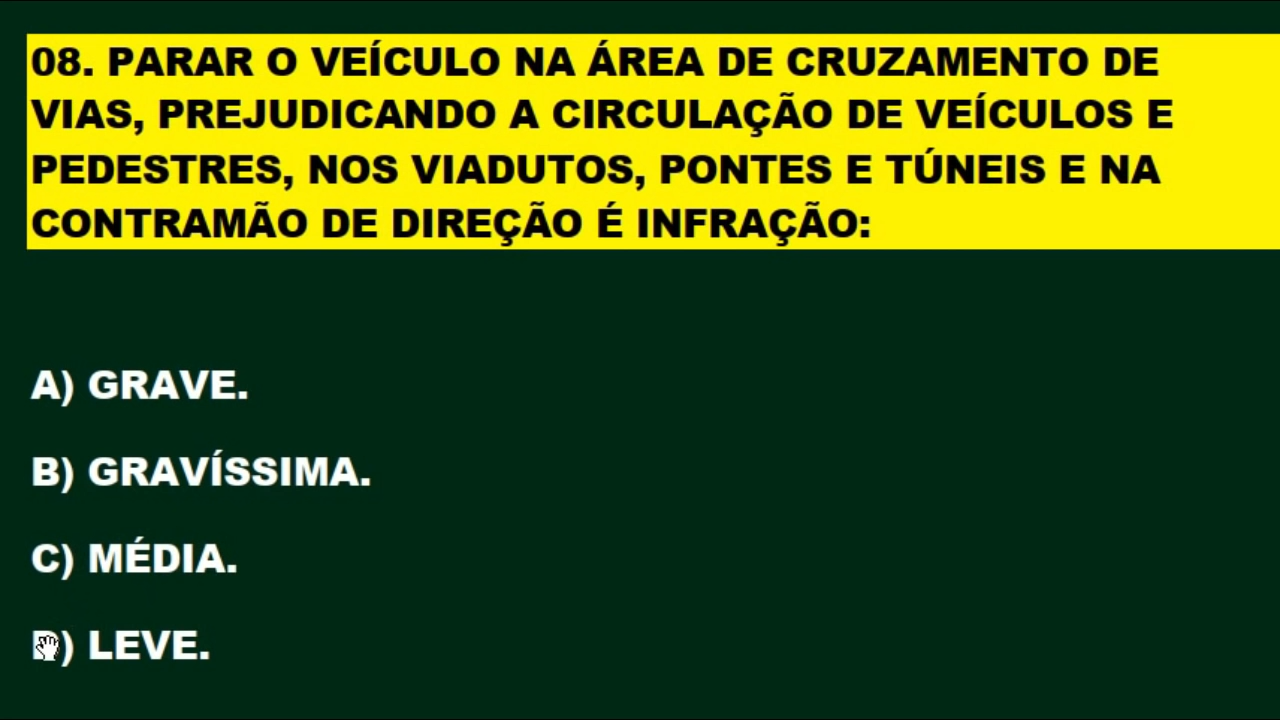 08. PARAR O VEÍCULO NA ÁREA DE CRUZAMENTO DE
VIAS, PREJUDICANDO A CIRCULAÇÃO DE VEÍCULOS E
PEDESTRES, NOS VIADUTOS, PONTES E TÚNEIS E NA
CONTRAMÃO DE DIREÇÃO É INFRAÇÃO:
A) GRAVE.
B) GRAVÍSSIMA.
C) MÉDIA.
D) LEVE.